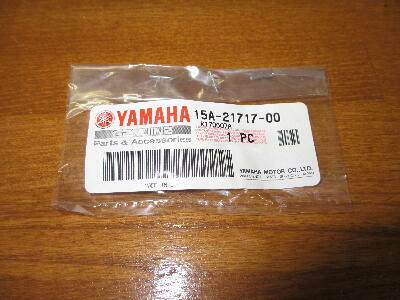 YAMAHA 15A-21717-00
GENUINE
Parts & Accessories
1 PC
YAMAHA MOTOR CO.,LTD.